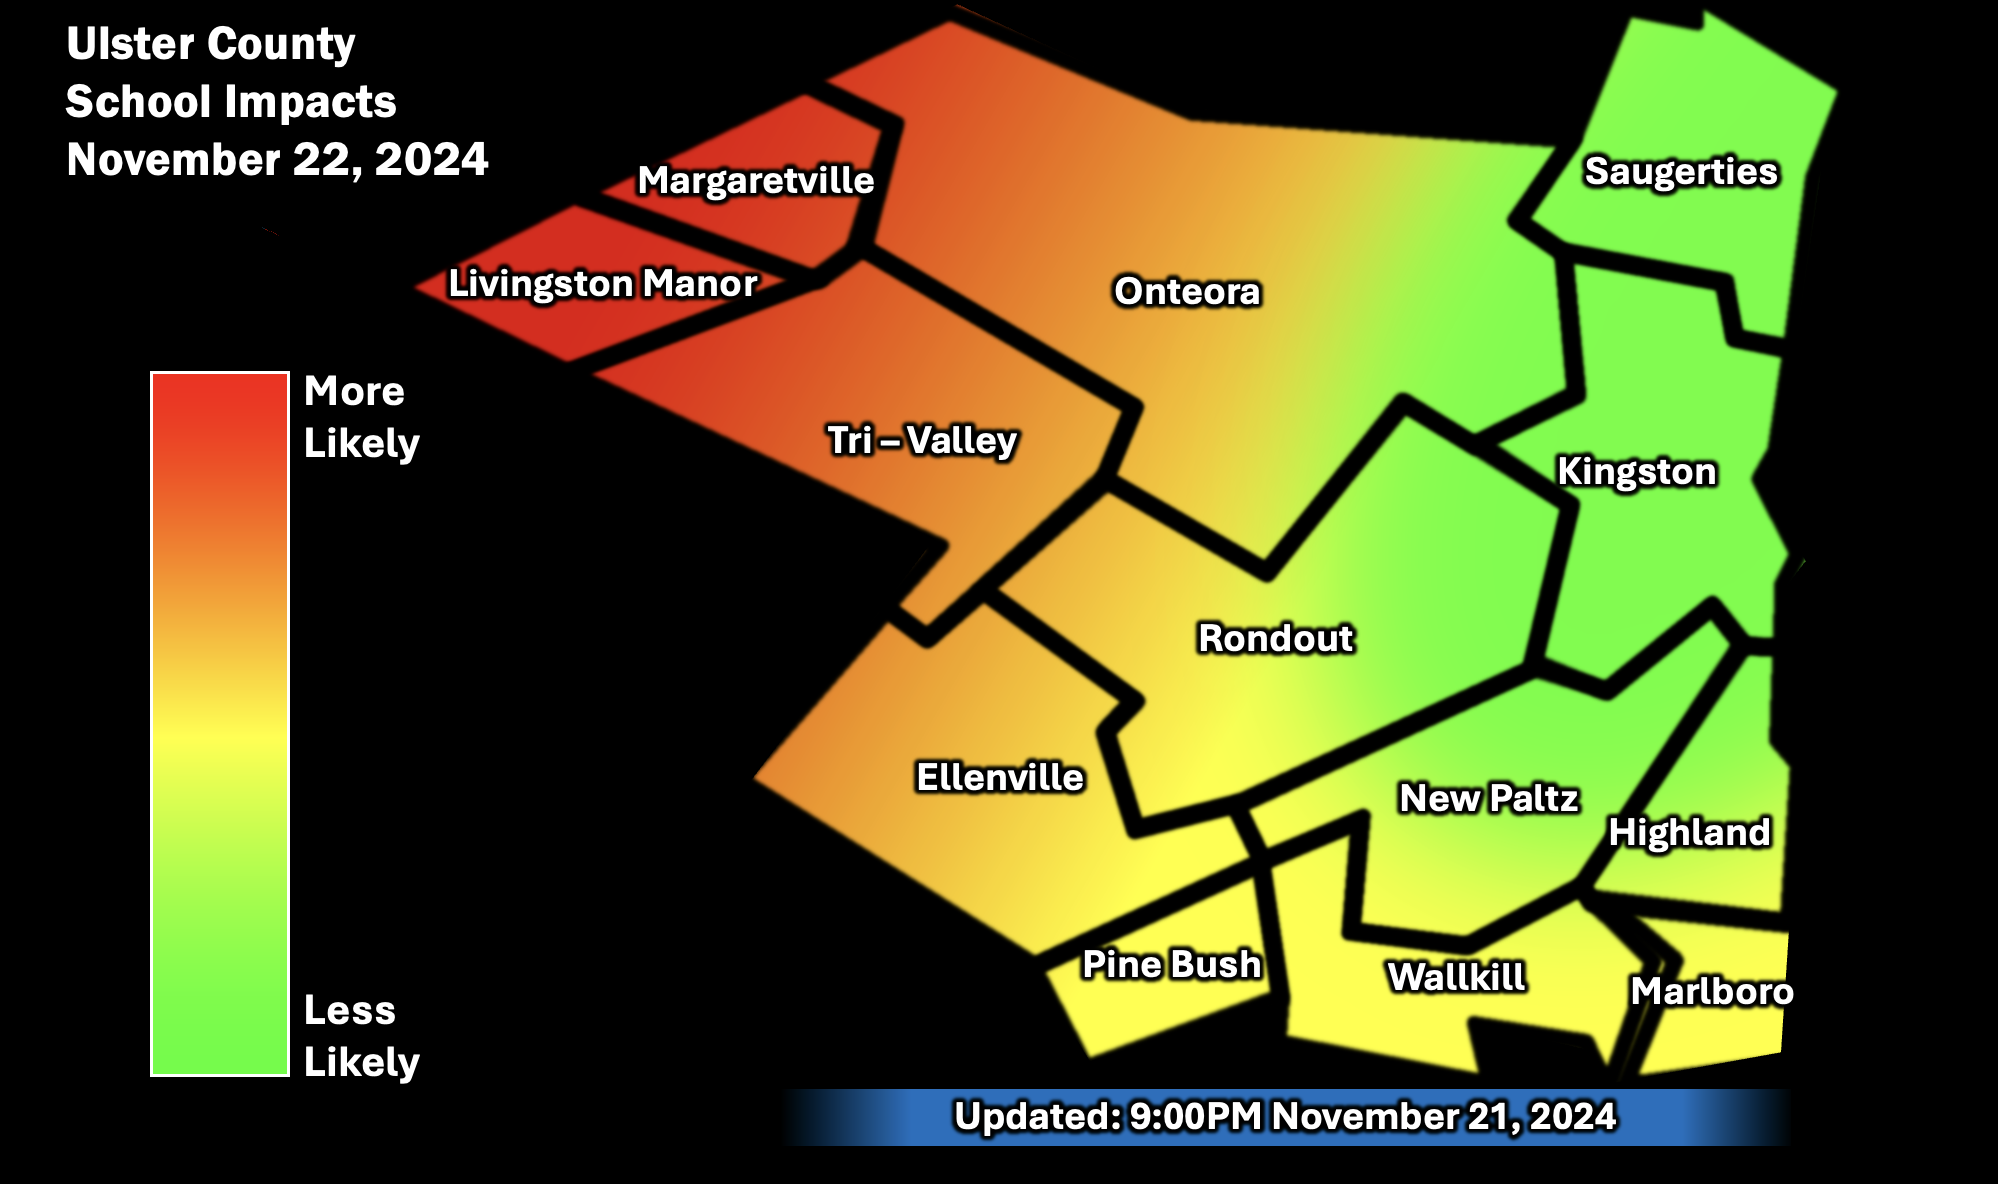 Ulster County
School Impacts
November 22, 2024
Margaretville
Saugerties
Livingston Manor
Onteora
More
Likely
Tri – Valley
Kingston
Rondout
Ellenville
New Paltz
Highland
Pine Bush
Wallkill
Marlboro
Less
Likely
Updated: 9:00PM November 21, 2024